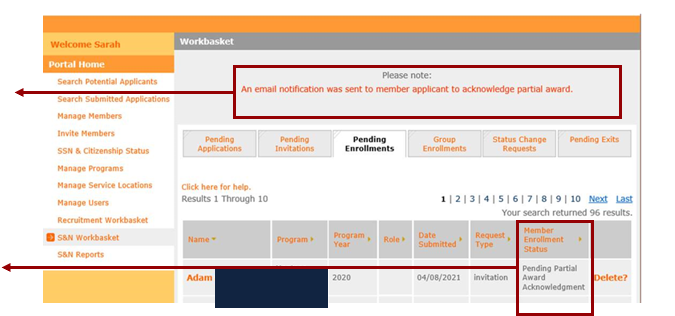 Welcome Sarah
Workbasket
Portal Home
Search Potential Applicants
Search Submitted Applications
Manage Members
Invite Members
SSN & Citizenship Status
Manage Programs
Manage Service Locations
Manage Users
Recruitment Workbasket
S&N Workbasket
S&N Reports
Please note:
An email notification was sent to member applicant to acknowledge partial award.
Pending Applications
Pending Invitations
Pending Enrollments
Group Enrollments
Status Change Requests
Pending Exits
Click here for help.
Results 1 Through 10
1 | 2 | 3 | 4 | 5 | 6 | 7 | 8 | 9 | 10 Next Last
Your search returned 96 results.
Name
Program
Program Year
Role
Date Submitted
Request Type
Member Enrollment Status
Adam
2020
04/08/2021
invitation
Pending Partial
Award
Acknowledgment
Delete?